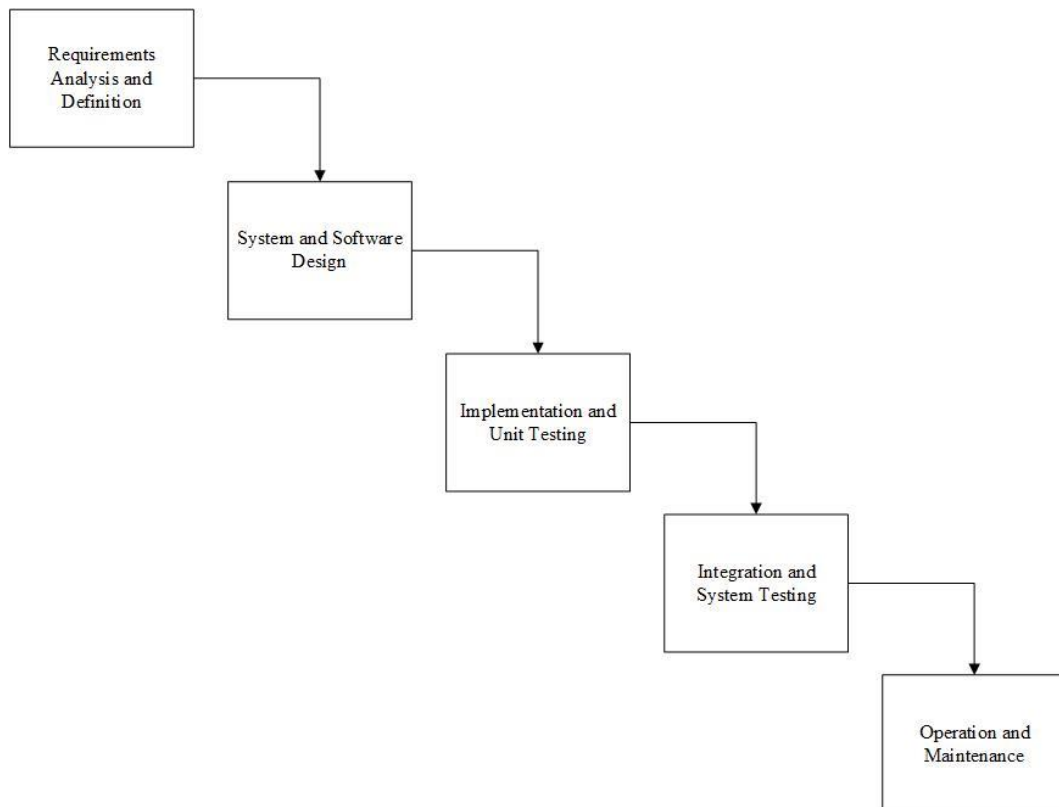 Requirements
Analysis and
Definition
System and Software
Design
Implementation and
Unit Testing
Integration and
System Testing
Operation and
Maintenance